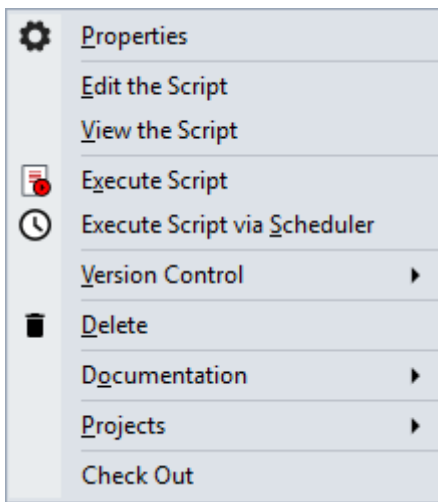 Properties
Edit the Script
View the Script
Execute Script
Execute Script via Scheduler
Version Control
Delete
Documentation
Projects
Check Out